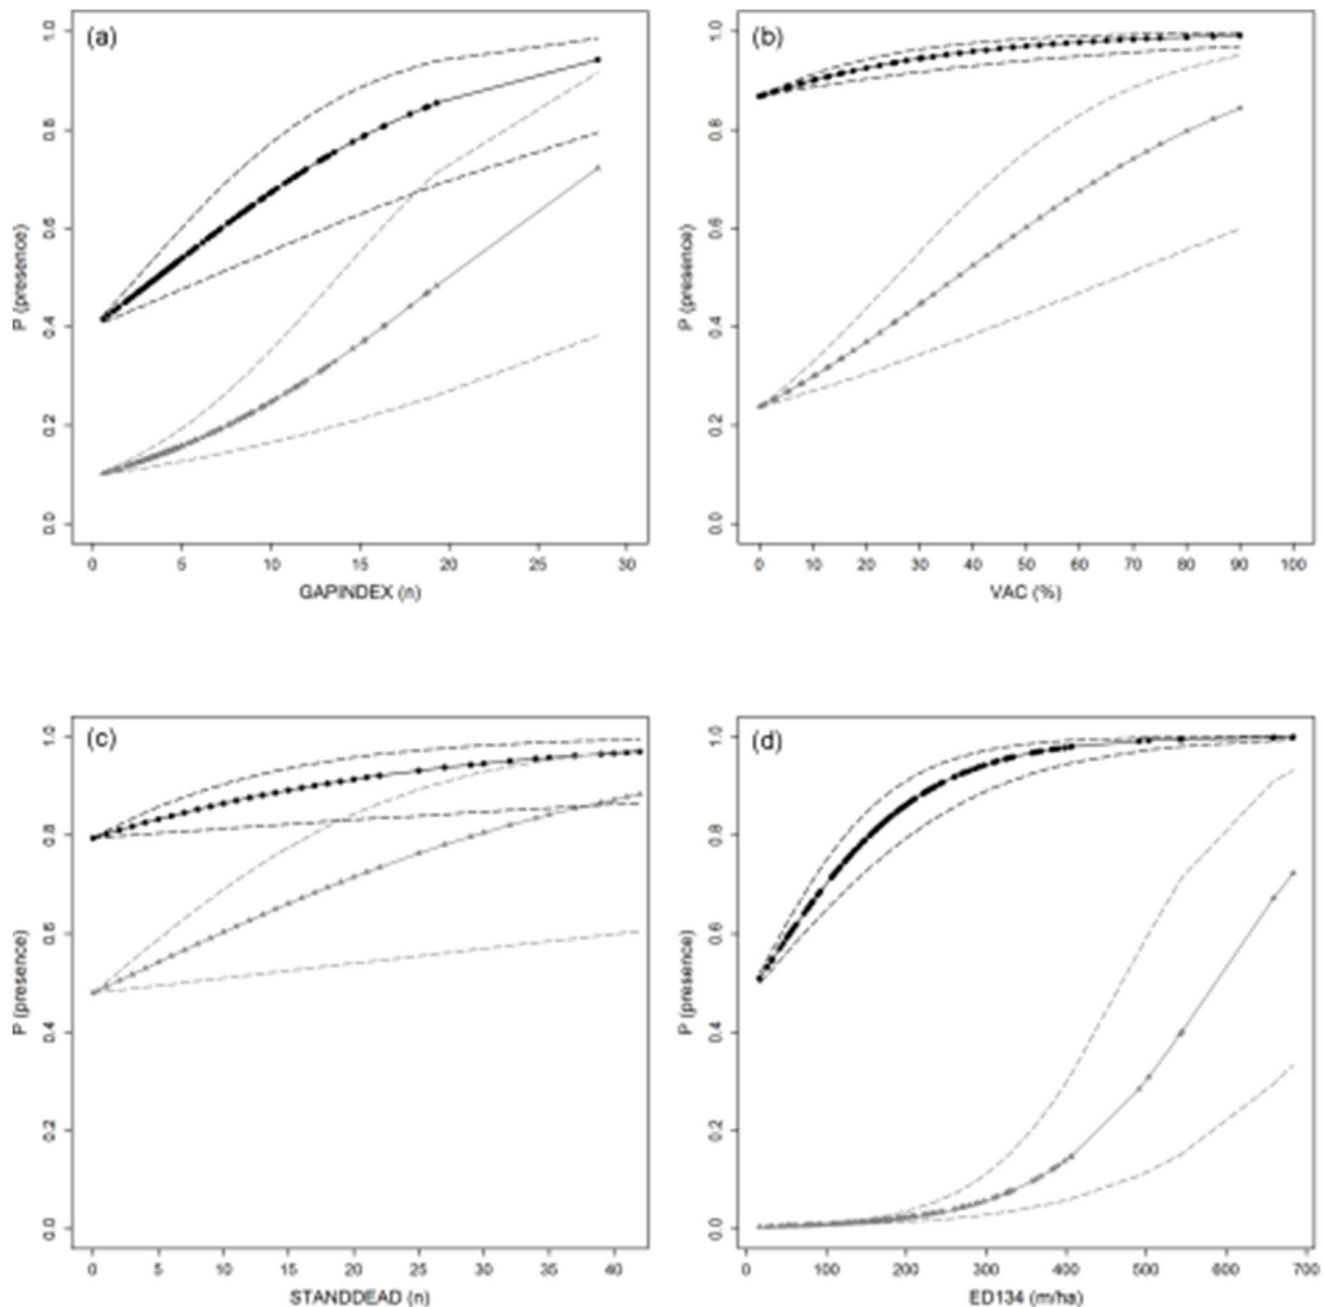 (a)
1.0
0.8
0.6
0.4
0.2
0.0
P (presence)
0 5 10 15 20 25 30
GAPINDEX (n)
(b)
1.0
0.8
0.6
0.4
0.2
0.0
P (presence)
0 10 20 30 40 50 60 70 80 90 100
VAC (%)
(c)
1.0
0.8
0.6
0.4
0.2
0.0
P (presence)
0 5 10 15 20 25 30 35 40
STANDDEAD (n)
(d)
1.0
0.8
0.6
0.4
0.2
0.0
P (presence)
0 100 200 300 400 500 600 700
ED134 (m/ha)